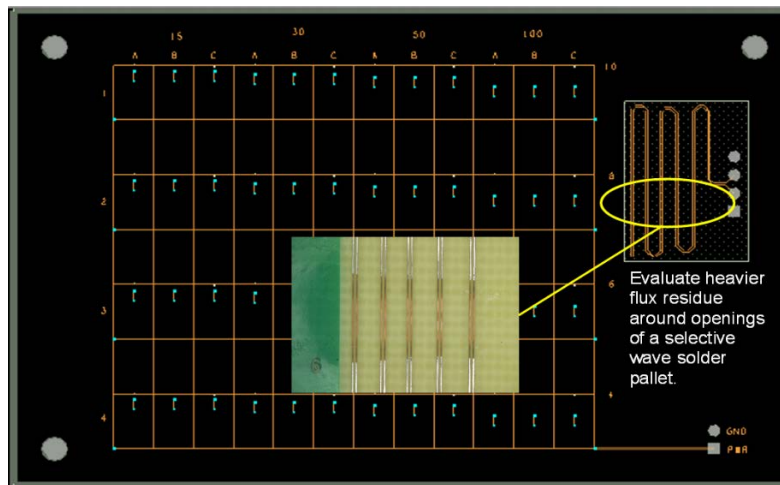 15 30 50 100
A B C A B C A B C A B C
10
1
8
2
6
3
4
4
Evaluate heavier
flux residue
around openings
of a selective
wave solder
pallet.
GND
PWR